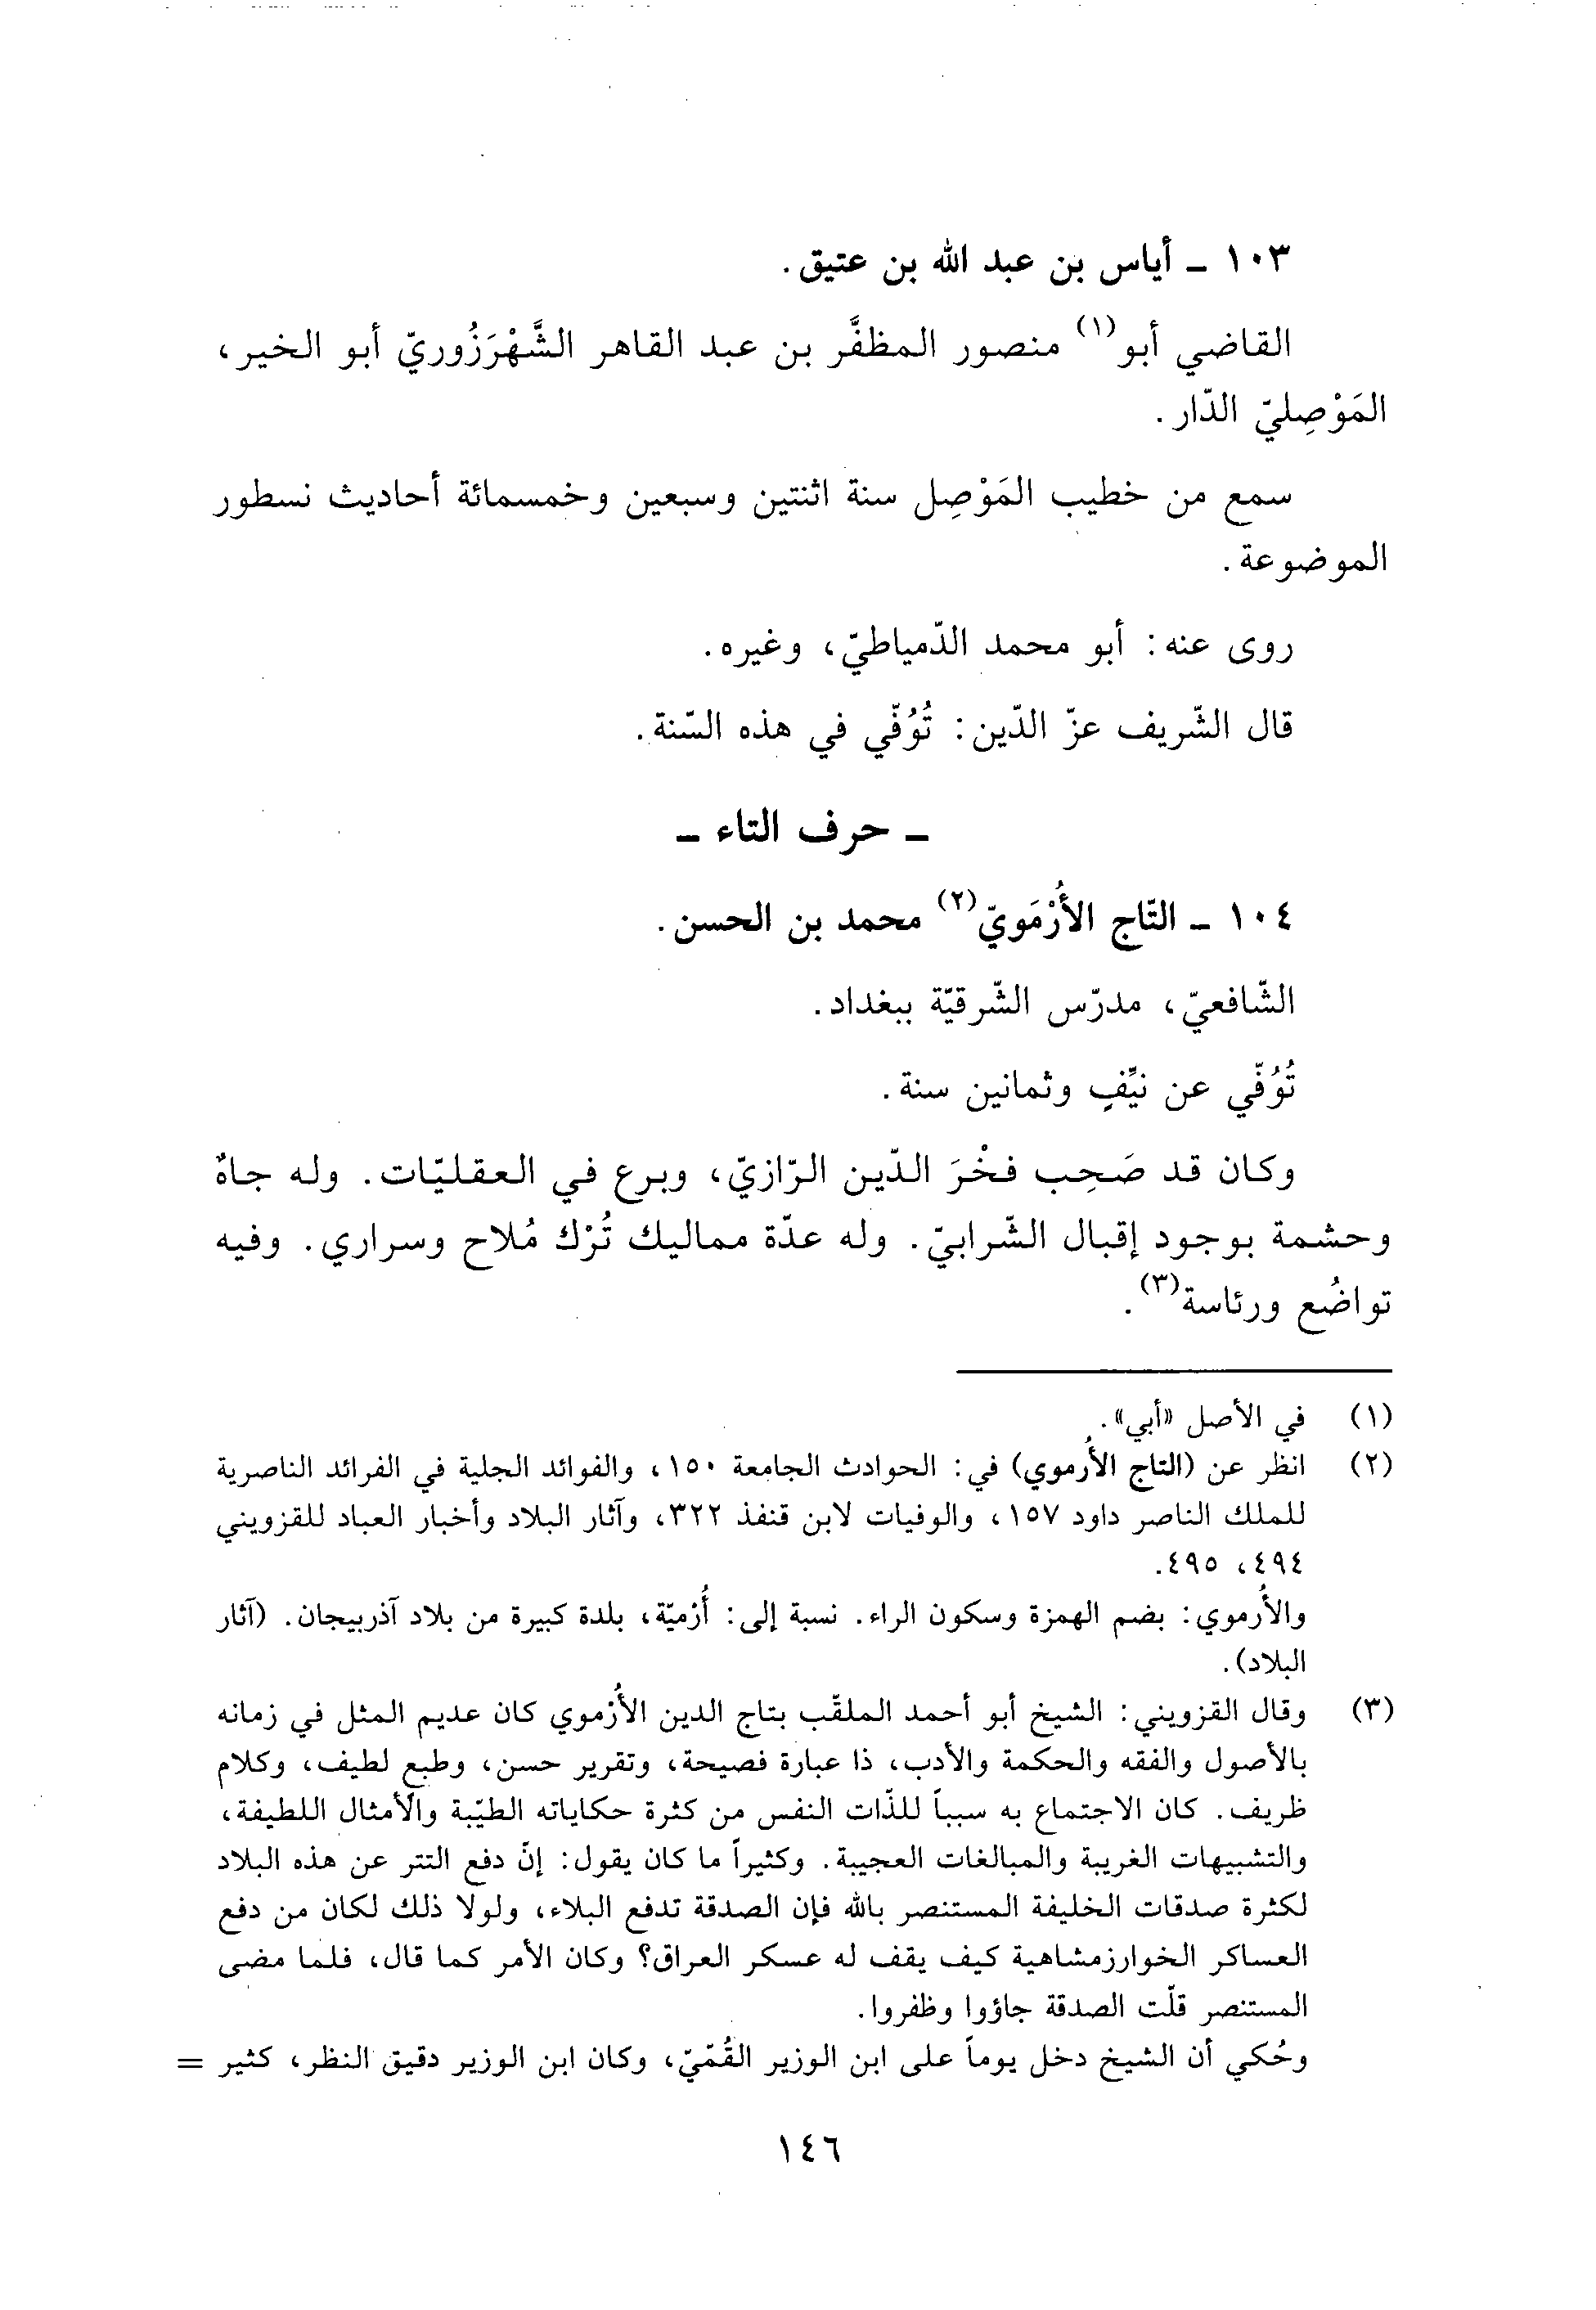 ١٠٣ ـ أياس بن عبد الله بن عتيق.
القاضي أبو(١) منصور المظفَّر بن عبد القاهر الشَّهْرَزُوريّ أبو الخير،
المَوْصِليّ الدّار.
سمع من خطيب المَوْصِل سنة اثنتين وسبعين وخمسمائة أحاديث نسطور
الموضوعة.
روى عنه: أبو محمد الدّمياطيّ، وغيره.
قال الشّريف عزّ الدّين: تُوُفّي في هذه السّنة.
ـ حرف التاء ـ
١٠٤ ـ التّاج الأُرْمَويّ(٢) محمد بن الحسن.
الشّافعيّ، مدرّس الشّرقيّة ببغداد.
تُوُفّي عن نيِّفٍ وثمانين سنة.
وكان قد صَحِب فخْرَ الدّين الرّازيّ، وبرع في العقليّات. وله جاهٌ
وحشمة بوجود إقبال الشّرابيّ. وله عدّة مماليك تُرْك مُلاح وسراري. وفيه
تواضُع ورئاسة(٣).
(١) في الأصل «أبي».
(٢) انظر عن (التاج الأُرموي) في: الحوادث الجامعة ١٥٠، والفوائد الجلية في الفرائد الناصرية
للملك الناصر داود ١٥٧، والوفيات لابن قنفذ ٣٢٢، وآثار البلاد وأخبار العباد للقزويني
٤٩٤، ٤٩٥.
والأُرموي: بضم الهمزة وسكون الراء. نسبة إلى: أُرْميّة، بلدة كبيرة من بلاد آذربيجان. (آثار
البلاد).
(٣) وقال القزويني: الشيخ أبو أحمد الملقّب بتاج الدين الأُرْموي كان عديم المثل في زمانه
بالأصول والفقه والحكمة والأدب، ذا عبارة فصيحة، وتقرير حسن، وطبع لطيف، وكلام
ظريف. كان الاجتماع به سبباً للذّات النفس من كثرة حكاياته الطيّبة والأمثال اللطيفة،
والتشبيهات الغريبة والمبالغات العجيبة. وكثيراً ما كان يقول: إنّ دفع التتر عن هذه البلاد
لكثرة صدقات الخليفة المستنصر بالله فإن الصدقة تدفع البلاء، ولولا ذلك لكان من دفع
العساكر الخوارزمشاهية كيف يقف له عسكر العراق؟ وكان الأمر كما قال، فلما مضى
المستنصر قلّت الصدقة جاؤوا وظفروا.
وحُكي أن الشيخ دخل يوماً على ابن الوزير القُمّيّ، وكان ابن الوزير دقيق النظر، كثير =
١٤٦